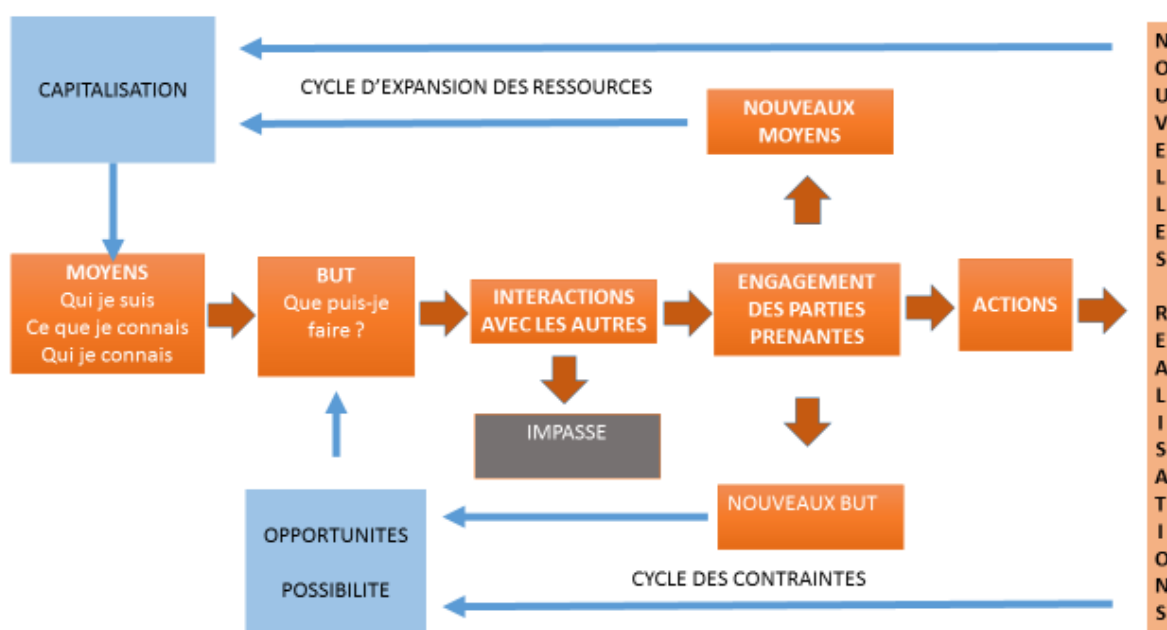 CAPITALISATION
CYCLE D'EXPANSION DES RESSOURCES
NOUVEAUX
MOYENS
MOYENS
Qui je suis
Ce que je connais
Qui je connais
BUT
Que puis-je
faire ?
INTERACTIONS
AVEC LES AUTRES
ENGAGEMENT
DES PARTIES
PRENANTES
ACTIONS
IMPASSE
OPPORTUNITES
POSSIBILITE
NOUVEAUX BUT
CYCLE DES CONTRAINTES
NOUVELLES REALISATIONS